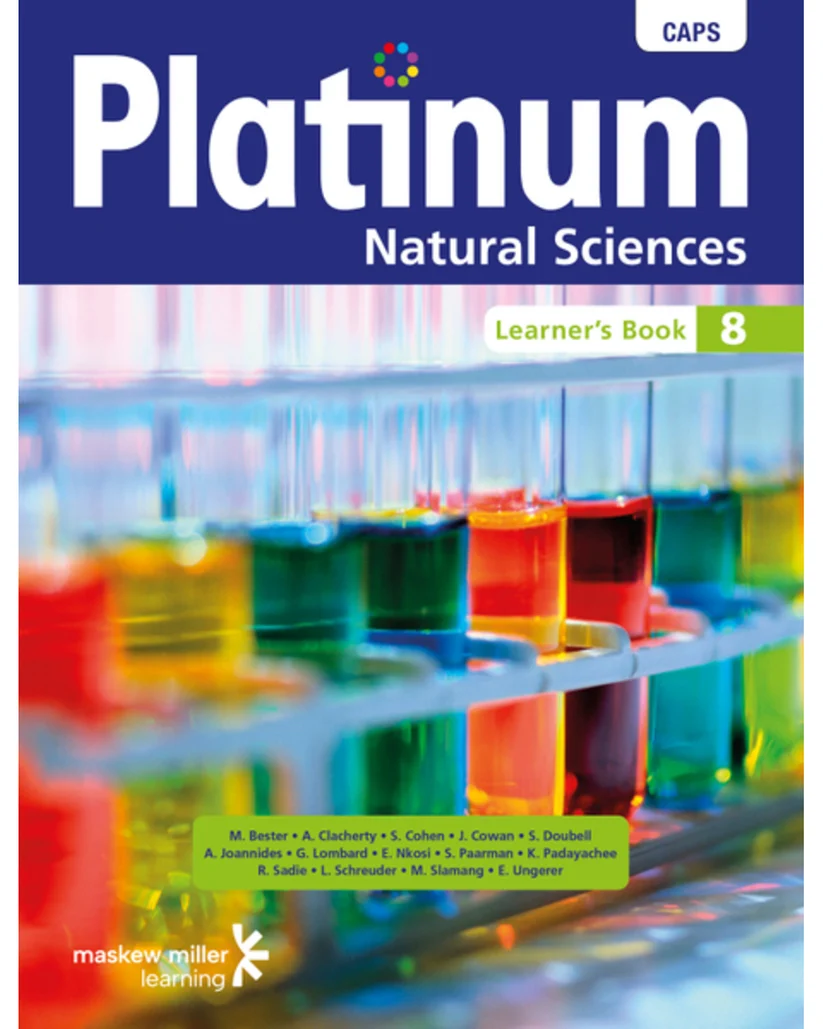 CAPS
Platinum
Natural Sciences
Learner's Book 8
M. Bester • A. Clacherty • S. Cohen • J. Cowan • S. Doubell
A. Joannides • G. Lombard • E. Nkosi • S. Paarman • K. Padayachee
R. Sadie • L. Schreuder • M. Slamang • E. Ungerer
maskew miller
learning